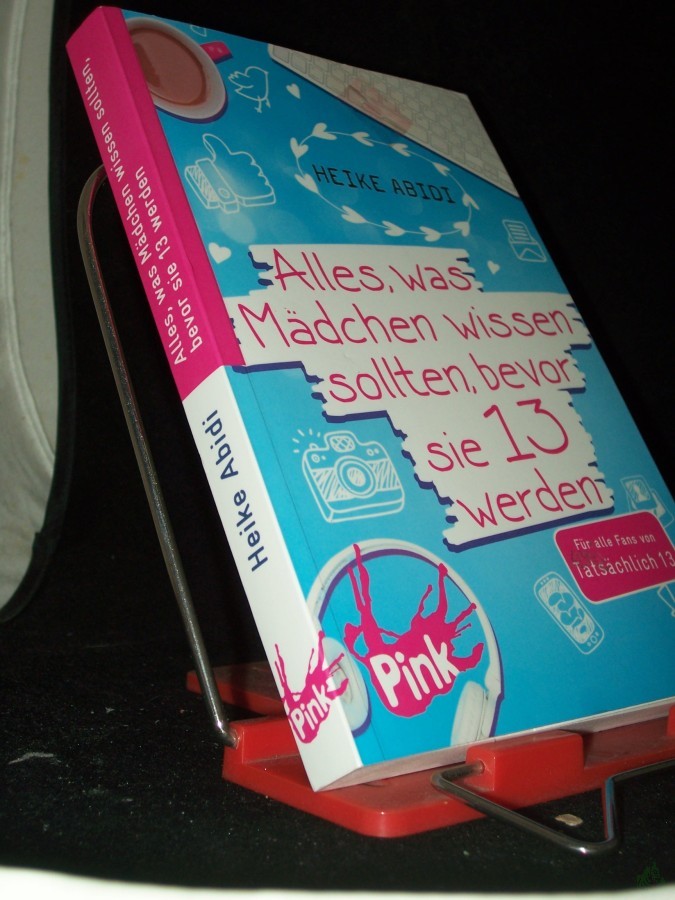 Alles, was Mädchen wissen sollten,
bevor sie 13 werden
Heike Abidi
Pink
HEIKE ABIDI
Alles, was
Mädchen wissen
sollten, bevor
sie 13
werden
Für alle Fans von
Tatsächlich 13
Pink